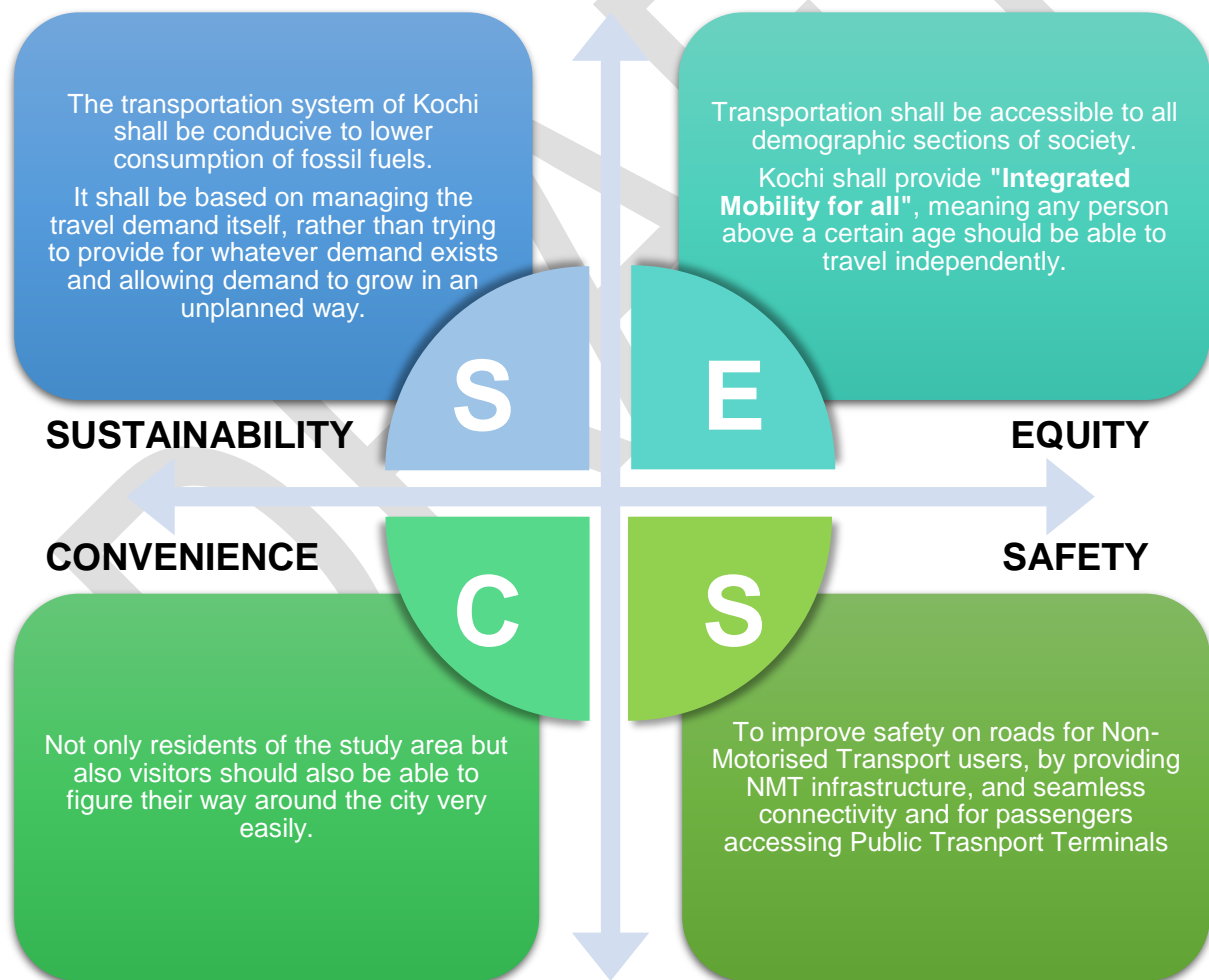 The transportation system of Kochi
shall be conducive to lower
consumption of fossil fuels.
It shall be based on managing the
travel demand itself, rather than trying
to provide for whatever demand exists
and allowing demand to grow in an
unplanned way.
Transportation shall be accessible to all
demographic sections of society.
Kochi shall provide "Integrated
Mobility for all", meaning any person
above a certain age should be able to
travel independently.
S
E
SUSTAINABILITY
EQUITY
CONVENIENCE
SAFETY
C
S
Not only residents of the study area but
also visitors should also be able to
figure their way around the city very
easily.
To improve safety on roads for Non-
Motorised Transport users, by providing
NMT infrastructure, and seamless
connectivity and for passengers
accessing Public Trasnport Terminals